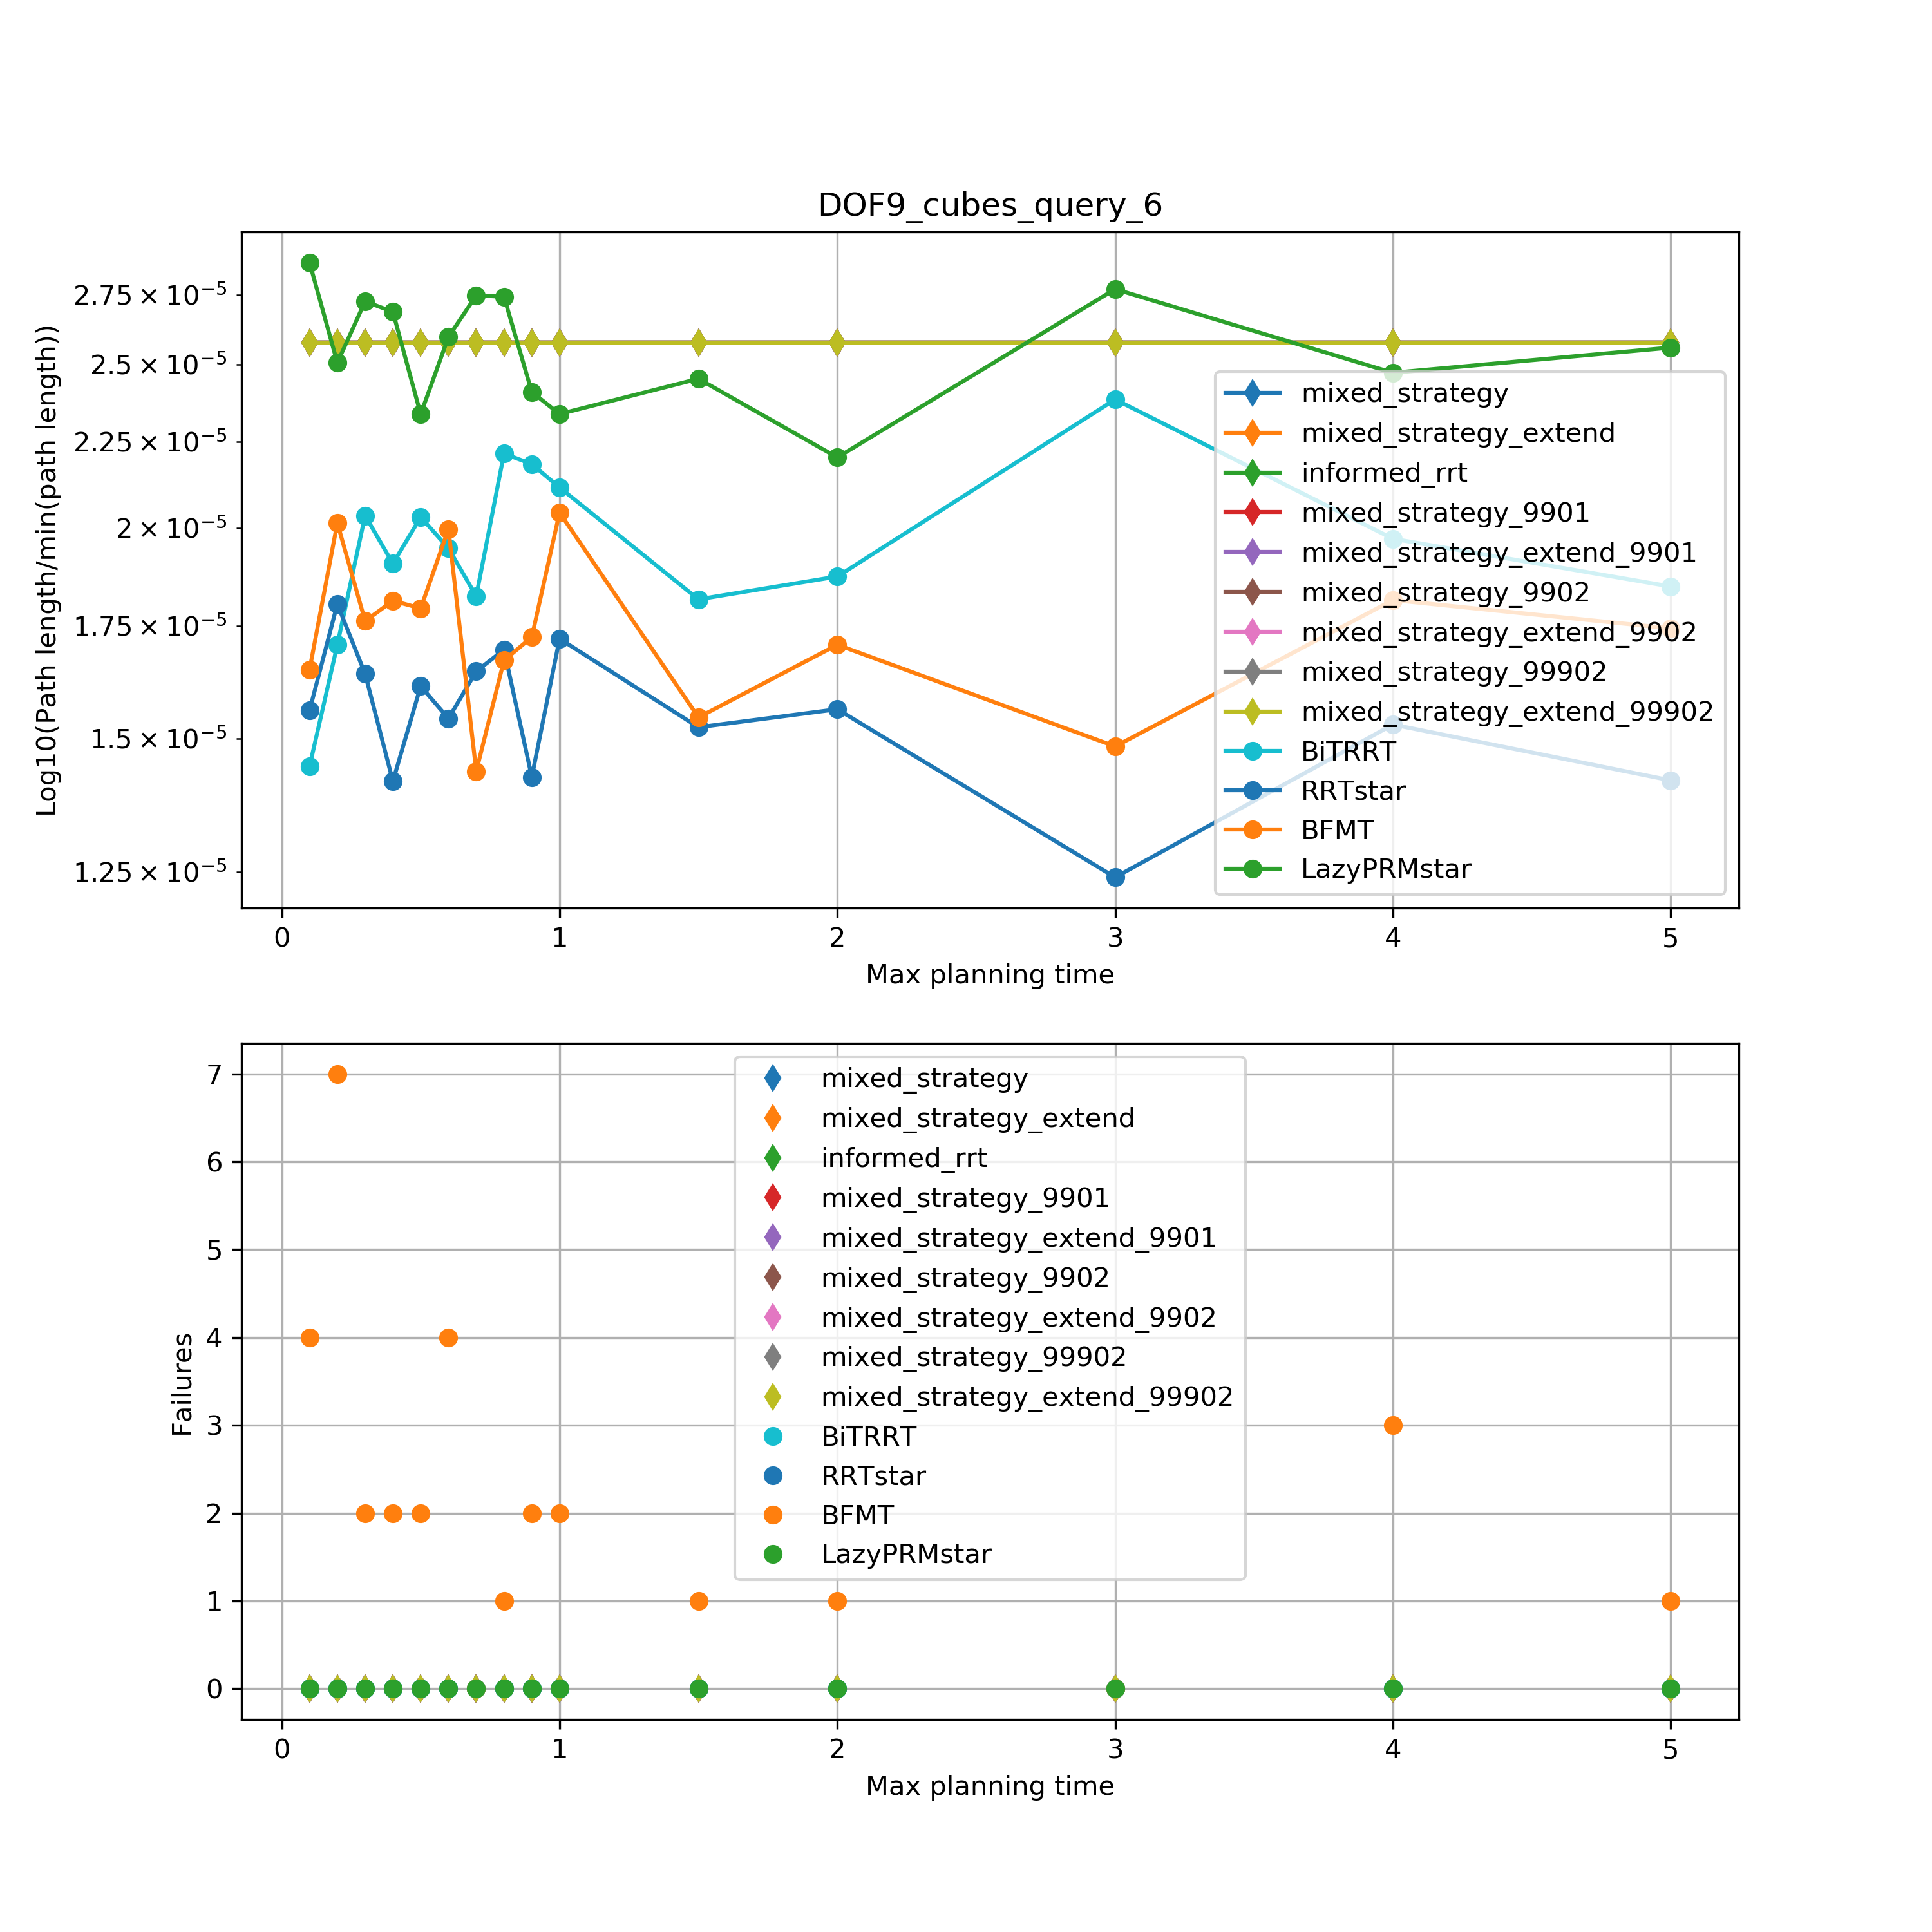 DOF9_cubes_query_6
Log10(Path length/min(path length))
2.75 × 10⁻⁵
2.5 × 10⁻⁵
2.25 × 10⁻⁵
2 × 10⁻⁵
1.75 × 10⁻⁵
1.5 × 10⁻⁵
1.25 × 10⁻⁵
mixed_strategy
mixed_strategy_extend
informed_rrt
mixed_strategy_9901
mixed_strategy_extend_9901
mixed_strategy_9902
mixed_strategy_extend_9902
mixed_strategy_99902
mixed_strategy_extend_99902
BiTRRT
RRTstar
BFMT
LazyPRMstar
0 1 2 3 4 5
Max planning time
Failures
7
6
5
4
3
2
1
0
mixed_strategy
mixed_strategy_extend
informed_rrt
mixed_strategy_9901
mixed_strategy_extend_9901
mixed_strategy_9902
mixed_strategy_extend_9902
mixed_strategy_99902
mixed_strategy_extend_99902
BiTRRT
RRTstar
BFMT
LazyPRMstar
0 1 2 3 4 5
Max planning time